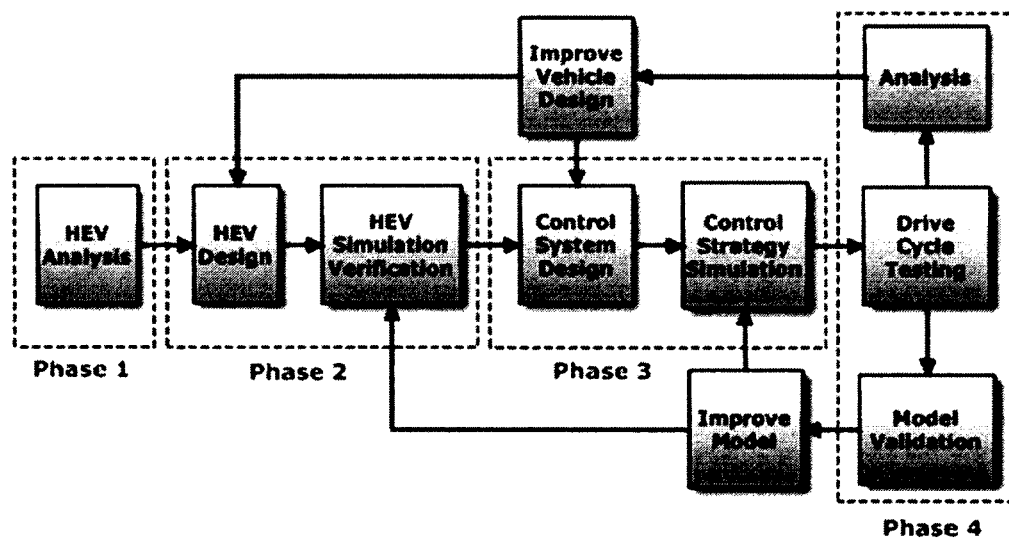 Improve
Vehicle
Design
Analysis
HEV
Analysis
HEV
Design
HEV
Simulation
Verification
Control
System
Design
Control
Strategy
Simulation
Drive
Cycle
Testing
Phase 1
Phase 2
Phase 3
Improve
Model
Model
Validation
Phase 4